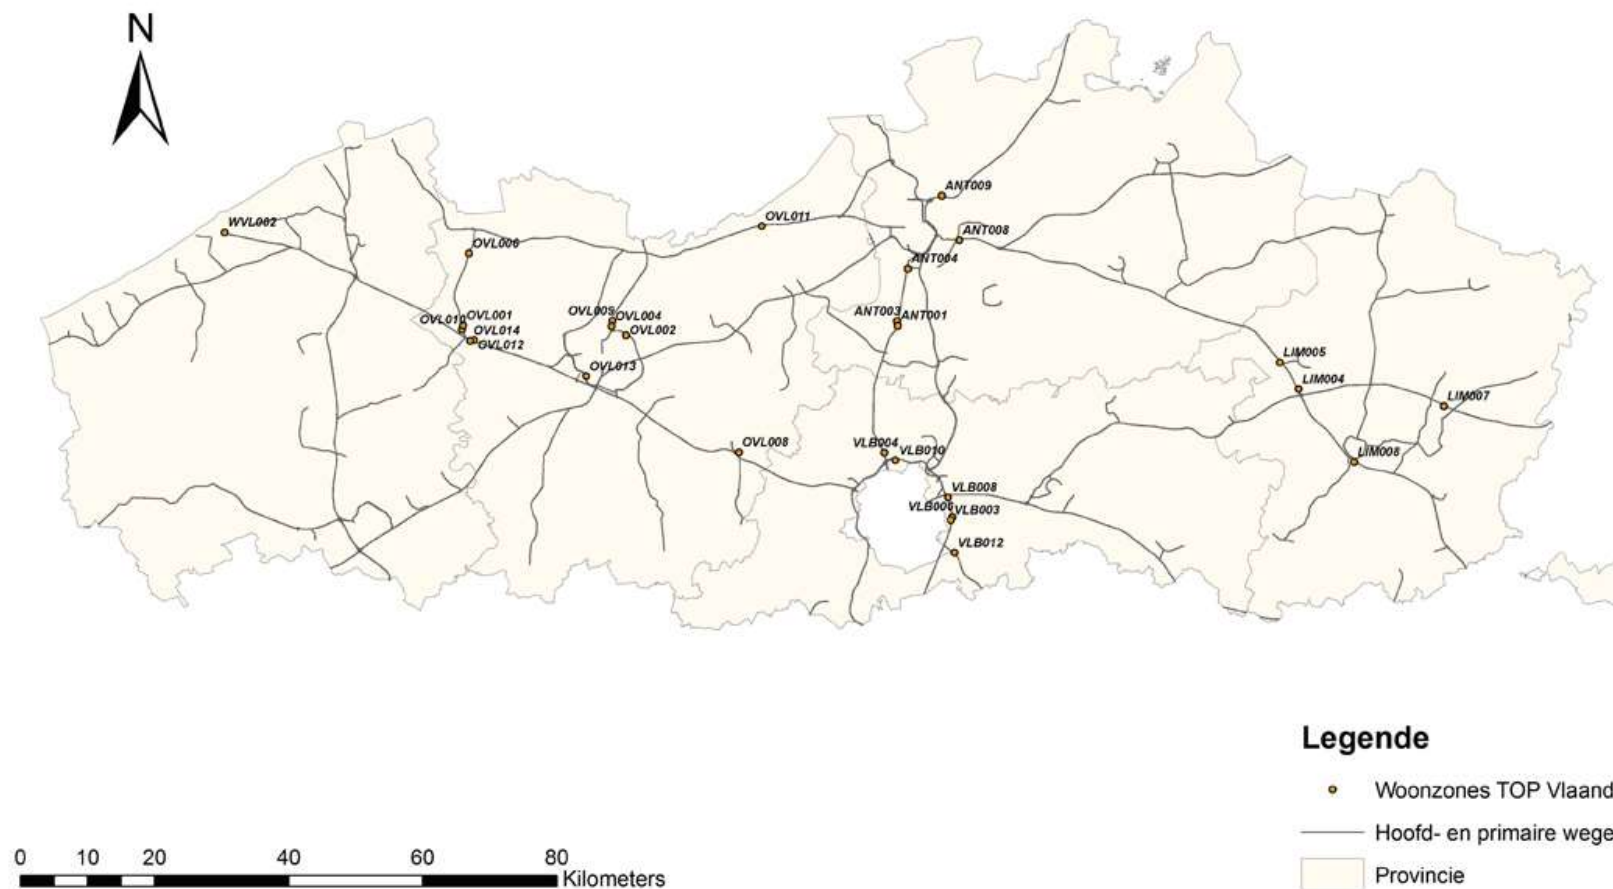 N
ANT009
WVL002
OVL011
ANT008
OVL006
ANT004
OVL001
OVL010
OVL014
OVL012
OVL004
OVL002
ANT003
ANT001
OVL013
LIM005
LIM004
LIM007
OVL008
VLB004
VLB010
LIM006
VLB008
VLB003
VLB012
Legende
Woonzones TOP Vlaand
Hoofd- en primaire wege
Provincie
0 10 20 40 60 80
Kilometers